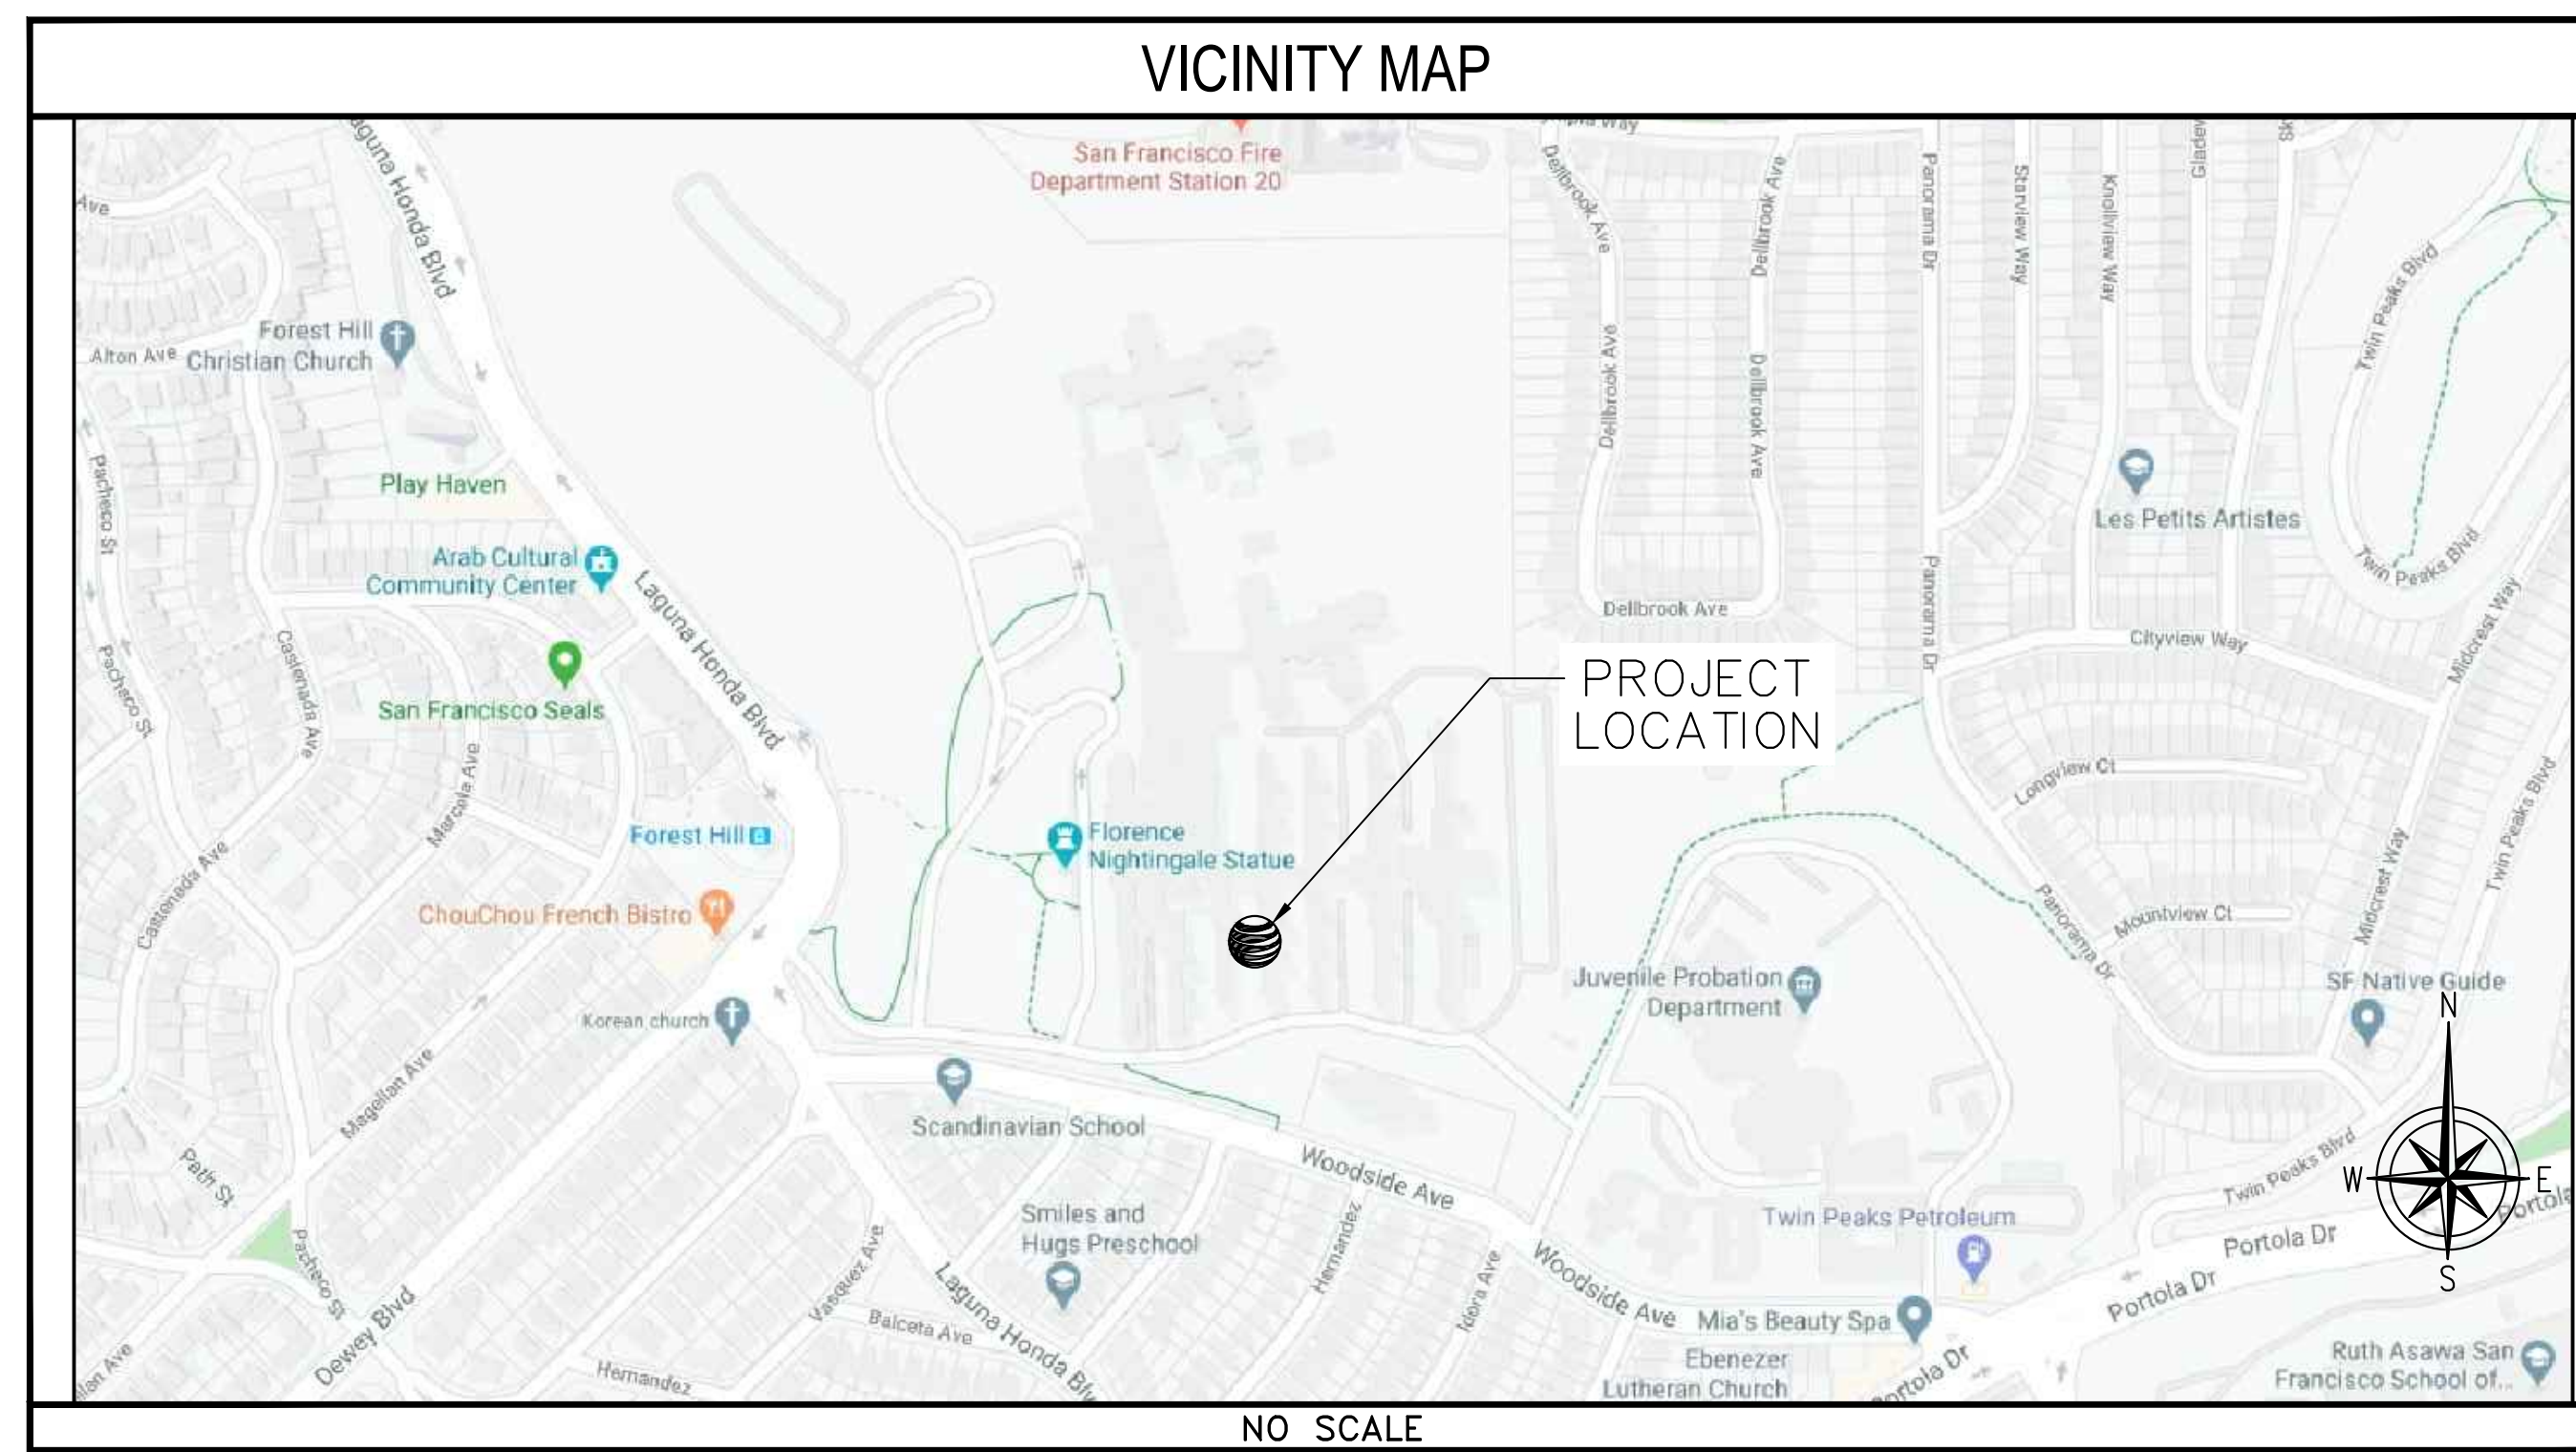 VICINITY MAP
San Francisco Fire
Department Station 20
Laguna Honda Blvd
Ave
Dellbrook Ave
Dellbrook Ave
Panorama Dr
Starview Way
Knollview Way
Twin Peaks Blvd
Forest Hill
Christian Church
Alton Ave
Dellbrook Ave
Dellbrook Ave
Play Haven
Pacheco St
Les Petits Artistes
Arab Cultural
Community Center
Twin Peaks Blvd
Laguna Honda Blvd
Dellbrook Ave
Panorama Dr
Cityview Way
Midcrest Way
Castenada Ave
Pacheco St
San Francisco Seals
PROJECT
LOCATION
Marcela Ave
Longview Ct
Forest Hill
Florence
Nightingale Statue
Twin Peaks Blvd
Castenada Ave
ChouChou French Bistro
Panorama Dr
Mountview Ct
Midcrest Way
Juvenile Probation
Department
SF Native Guide
N
Korean church
Magellan Ave
Scandinavian School
Woodside Ave
Path St
Twin Peaks Blvd
W
E
Portola
Smiles and
Hugs Preschool
Hernandez
Twin Peaks Petroleum
Portola Dr
Pacheco St
Vasquez Ave
Nora Ave
Woodside Ave
S
Portola Dr
Dewey Blvd
Balceta Ave
Laguna Honda Blv
Mia's Beauty Spa
Ebenezer
Lutheran Church
Portola Dr
Ruth Asawa San
Francisco School of...
Hernandez
NO SCALE